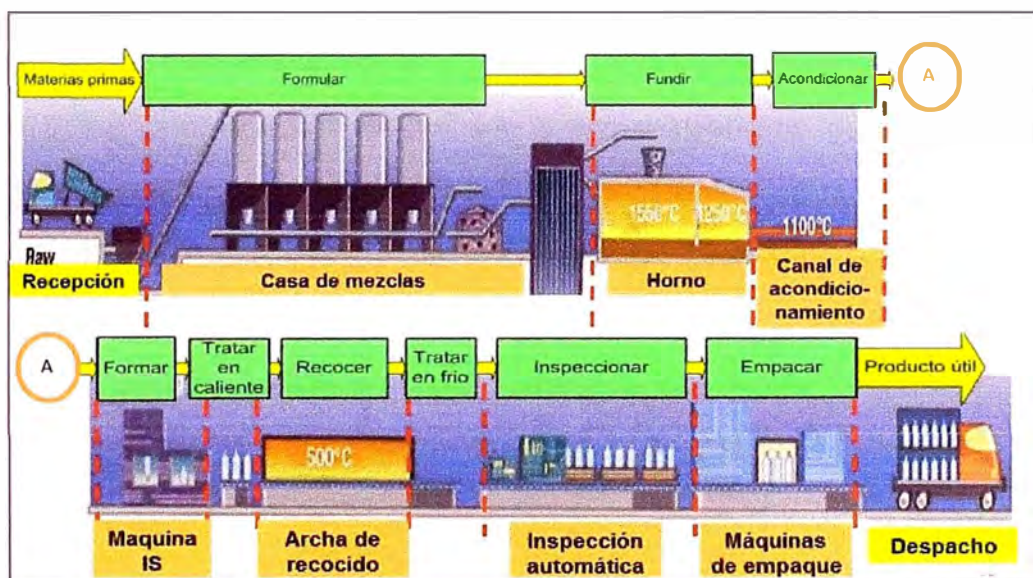 Materias primas
Formular
Fundir
Acondicionar
A
1550°C
1250°C
1100°C
Raw
Recepción
Casa de mezclas
Horno
Canal de
acondicio-
namiento
A
Formar
Tratar
en
caliente
Recocer
Tratar
en frio
Inspeccionar
Empacar
Producto útil
500°C
Maquina
IS
Archa de
recocido
Inspección
automática
Máquinas
de empaque
Despacho